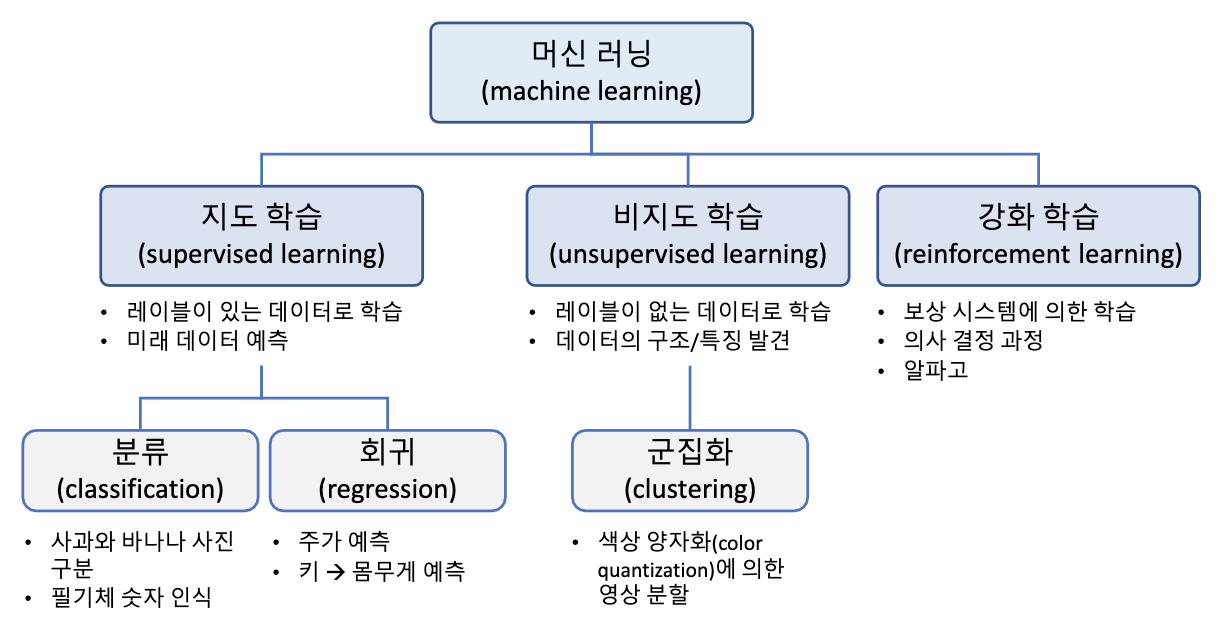 머신 러닝
(machine learning)
지도 학습
(supervised learning)
• 레이블이 있는 데이터로 학습
• 미래 데이터 예측
비지도 학습
(unsupervised learning)
• 레이블이 없는 데이터로 학습
• 데이터의 구조/특징 발견
강화 학습
(reinforcement learning)
• 보상 시스템에 의한 학습
• 의사 결정 과정
• 알파고
분류
(classification)
• 사과와 바나나 사진
구분
• 필기체 숫자 인식
회귀
(regression)
• 주가 예측
• 키 → 몸무게 예측
군집화
(clustering)
• 색상 양자화(color
quantization)에 의한
영상 분할